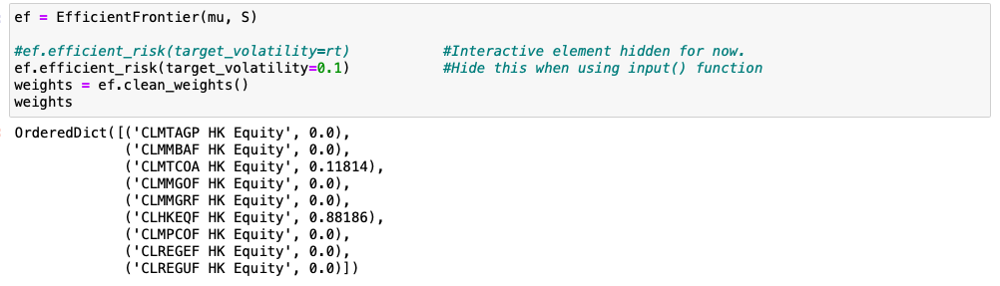 ef = EfficientFrontier(mu, S)
#ef.efficient_risk(target_volatility=rt) #Interactive element hidden for now.
ef.efficient_risk(target_volatility=0.1) #Hide this when using input() function
weights = ef.clean_weights()
weights
OrderedDict([('CLMTAGP HK Equity', 0.0),
('CLMMBAF HK Equity', 0.0),
('CLMTCOA HK Equity', 0.11814),
('CLMMGOF HK Equity', 0.0),
('CLMMGRF HK Equity', 0.0),
('CLHKEQF HK Equity', 0.88186),
('CLMPCOF HK Equity', 0.0),
('CLREGEF HK Equity', 0.0),
('CLREGUF HK Equity', 0.0)])